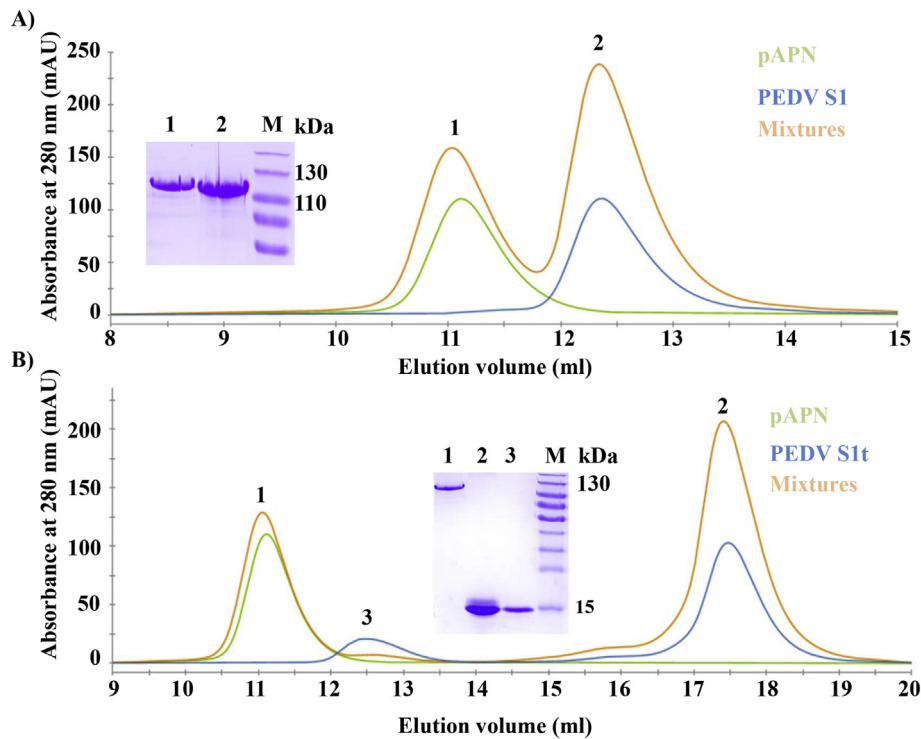 A)
Absorbance at 280 nm (mAU)
250
200
150
100
50
0
1
2
pAPN
PEDV S1
Mixtures
1 2 M kDa
130
110
8 9 10 11 12 13 14 15
Elution volume (ml)
B)
Absorbance at 280 nm (mAU)
200
150
100
50
0
1
3
2
pAPN
PEDV S1t
Mixtures
1 2 3 M kDa
130
15
9 10 11 12 13 14 15 16 17 18 19 20
Elution volume (ml)